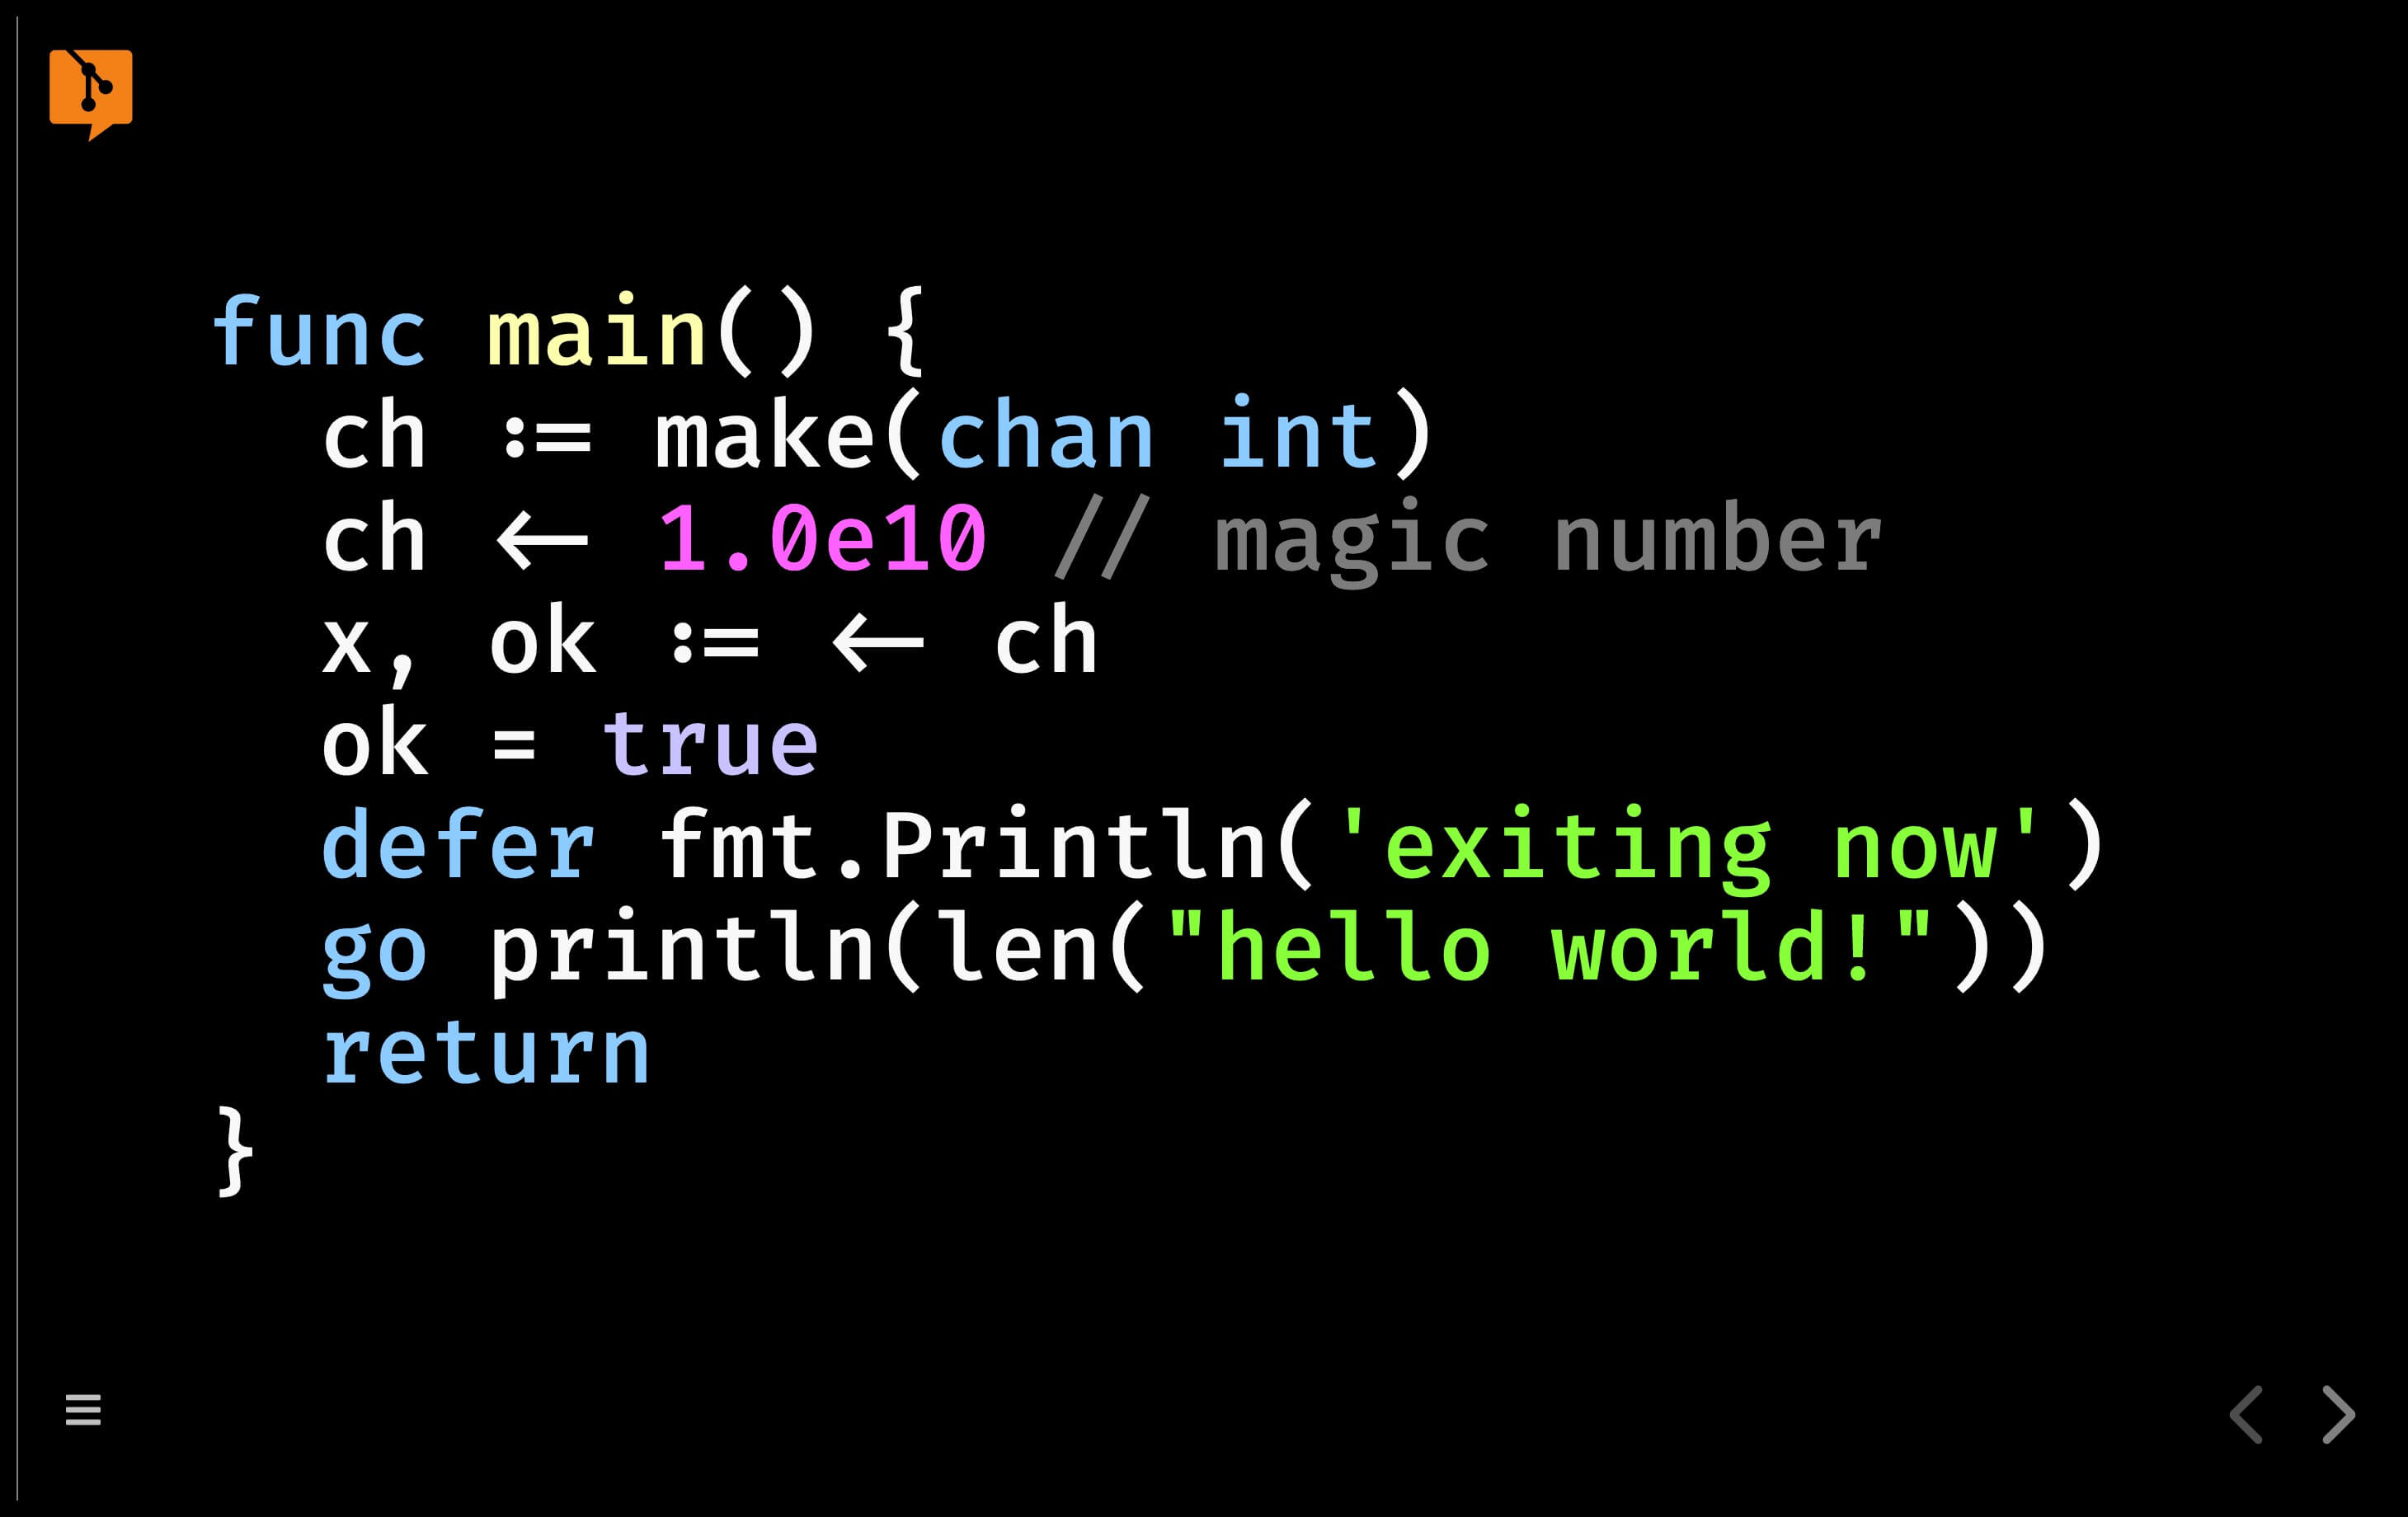 func main() {
  ch := make(chan int)
  ch <- 1.0e10 // magic number
  x, ok := <- ch
  ok = true
  defer fmt.Println('exiting now')
  go println(len("hello world!"))
  return
}